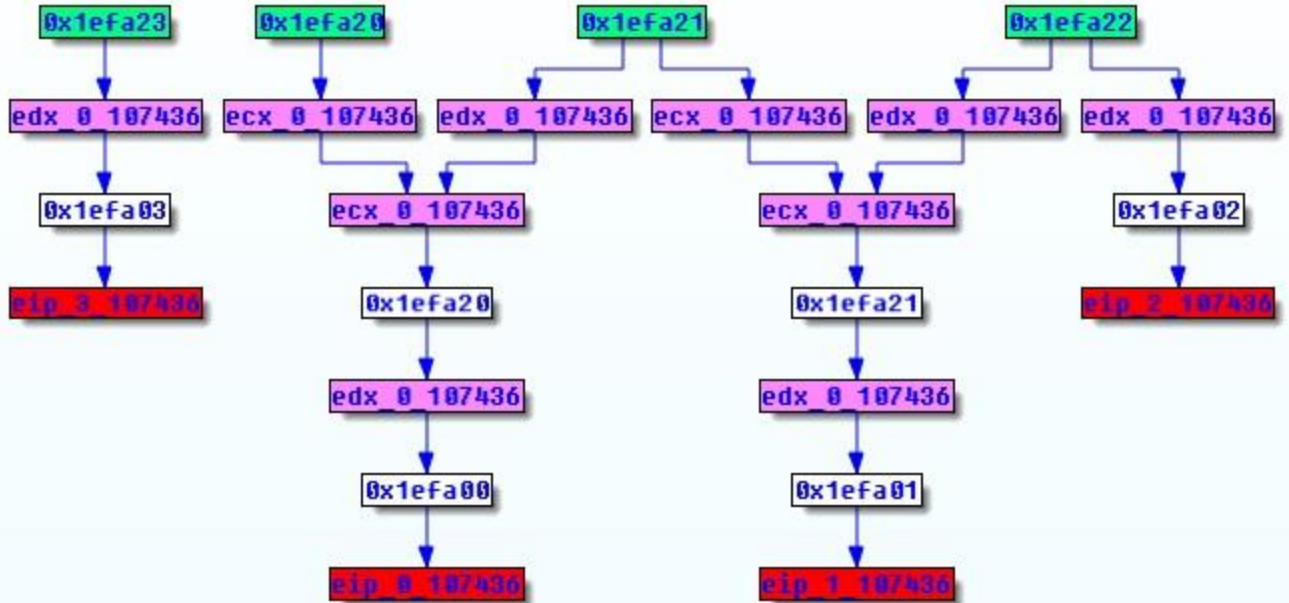 0x1efa23 0x1efa20 0x1efa21 0x1efa22
edx_0_107436 ecx_0_107436 edx_0_107436 ecx_0_107436 edx_0_107436 edx_0_107436
0x1efa03 ecx_0_107436 ecx_0_107436 0x1efa02
eip_3_107436 0x1efa20 0x1efa21 eip_2_107436
edx_0_107436 edx_0_107436
0x1efa00 0x1efa01
eip_0_107436 eip_1_107436